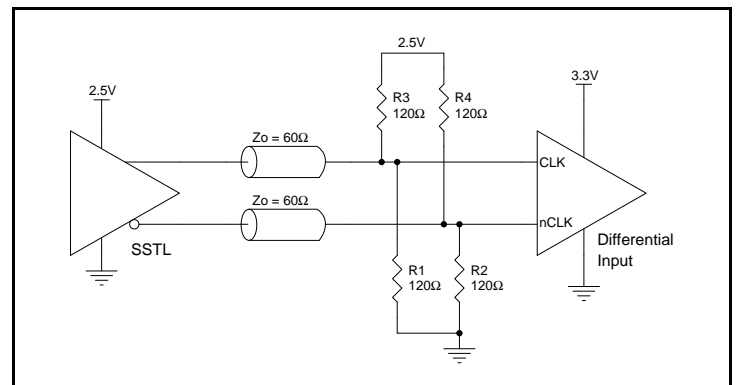 2.5V
3.3V
2.5V
R3
120Ω
R4
120Ω
Zo = 60Ω
CLK
Zo = 60Ω
nCLK
SSTL
Differential
Input
R1
120Ω
R2
120Ω